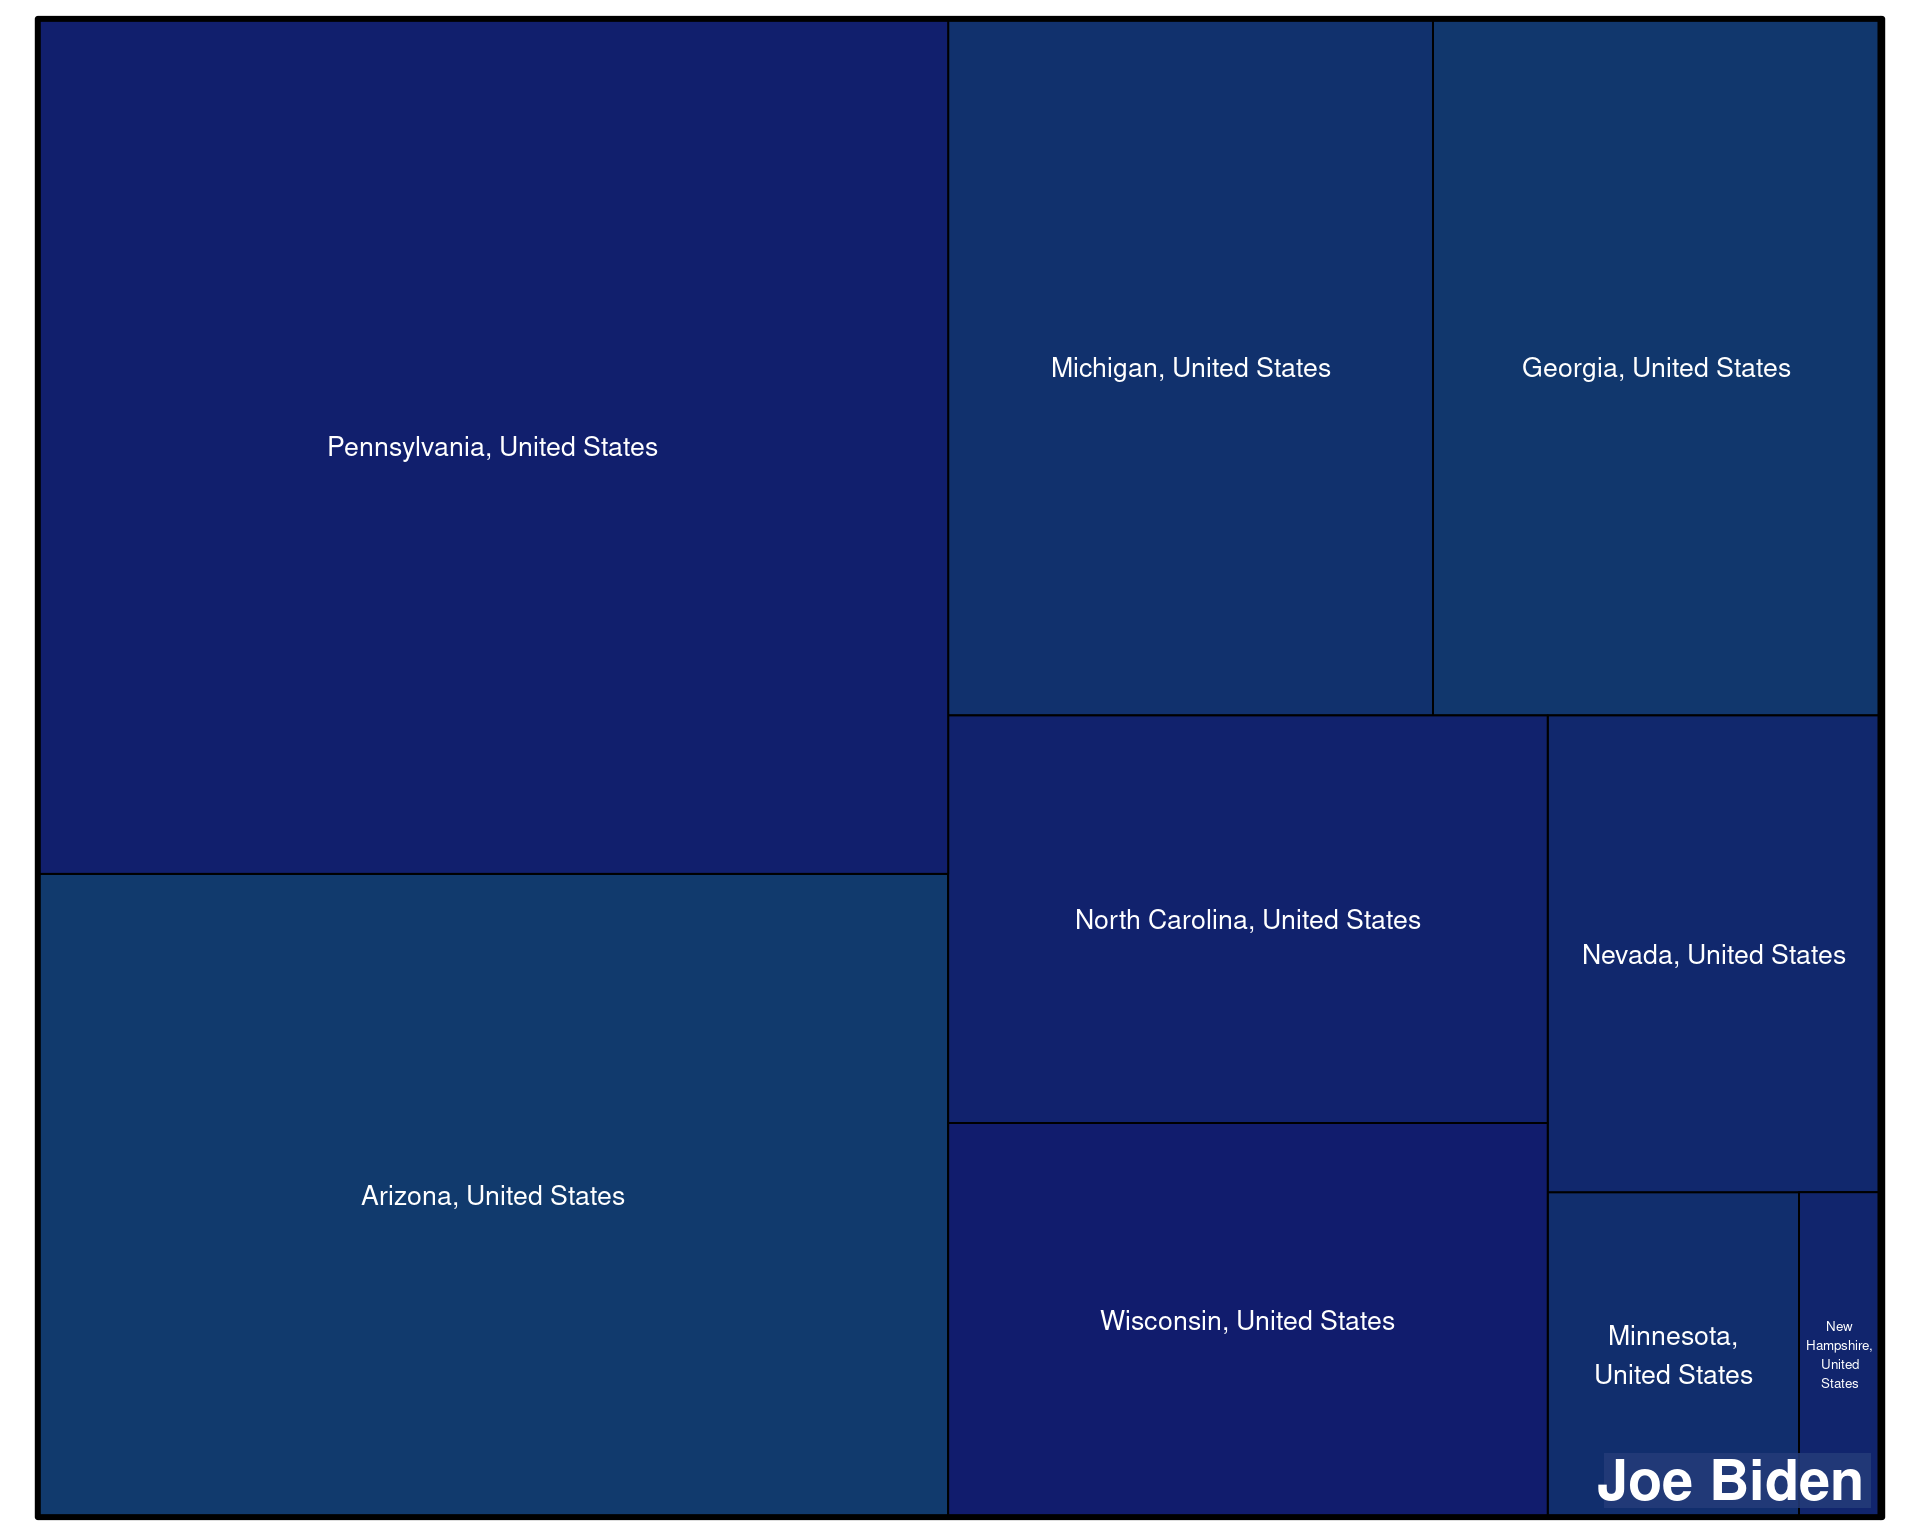 Pennsylvania, United States
Michigan, United States
Georgia, United States
North Carolina, United States
Nevada, United States
Arizona, United States
Wisconsin, United States
Minnesota,
United States
New
Hampshire,
United
States
Joe Biden